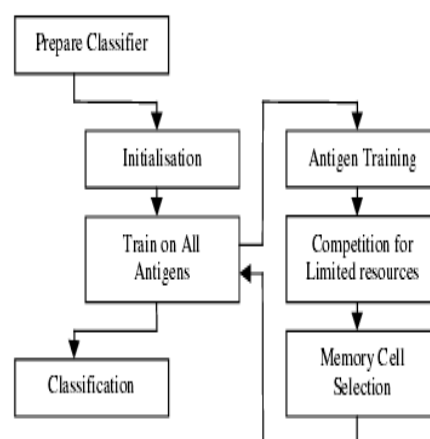 Prepare Classifier
Initialisation
Train on All
Antigens
Classification
Antigen Training
Competition for
Limited resources
Memory Cell
Selection